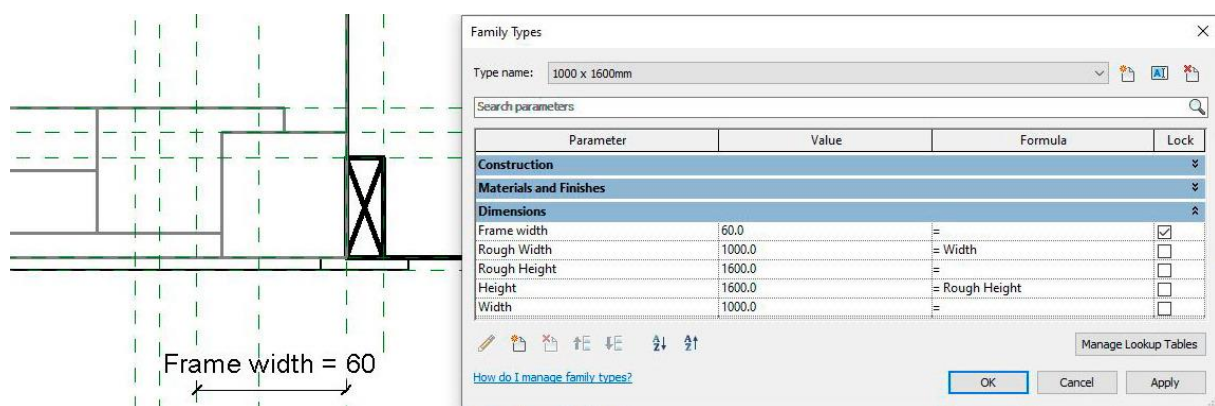 Family Types
Type name: 1000 x 1600mm
Search parameters
Parameter Value Formula Lock
Construction
Materials and Finishes
Dimensions
Frame width 60.0 =
Rough Width 1000.0 = Width
Rough Height 1600.0 =
Height 1600.0 = Rough Height
Width 1000.0 =
Manage Lookup Tables
How do I manage family types?
OK Cancel Apply
Frame width = 60